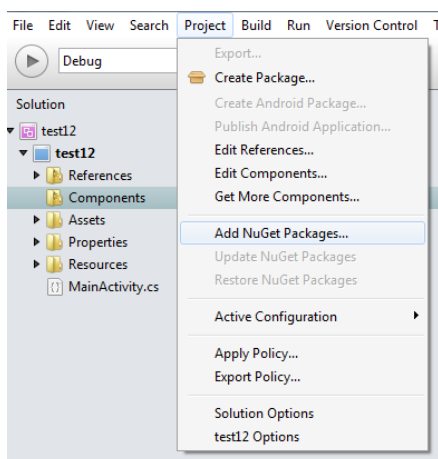 File Edit View Search Project Build Run Version Control
Debug
Solution
test12
test12
References
Components
Assets
Properties
Resources
MainActivity.cs
Export...
Create Package...
Create Android Package...
Publish Android Application...
Edit References...
Edit Components...
Get More Components...
Add NuGet Packages...
Update NuGet Packages
Restore NuGet Packages
Active Configuration
Apply Policy...
Export Policy...
Solution Options
test12 Options